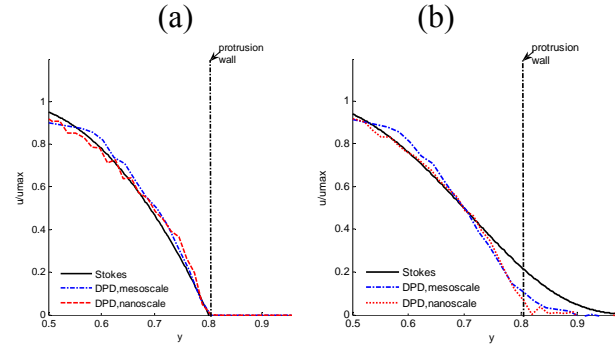 (a)
(b)
protrusion
wall
1
0.8
0.6
0.4
0.2
0
u/umax
Stokes
DPD,mesoscale
DPD,nanoscale
0.5 0.6 0.7 0.8 0.9
y
protrusion
wall
1
0.8
0.6
0.4
0.2
0
u/umax
Stokes
DPD,mesoscale
DPD,nanoscale
0.5 0.6 0.7 0.8 0.9
y